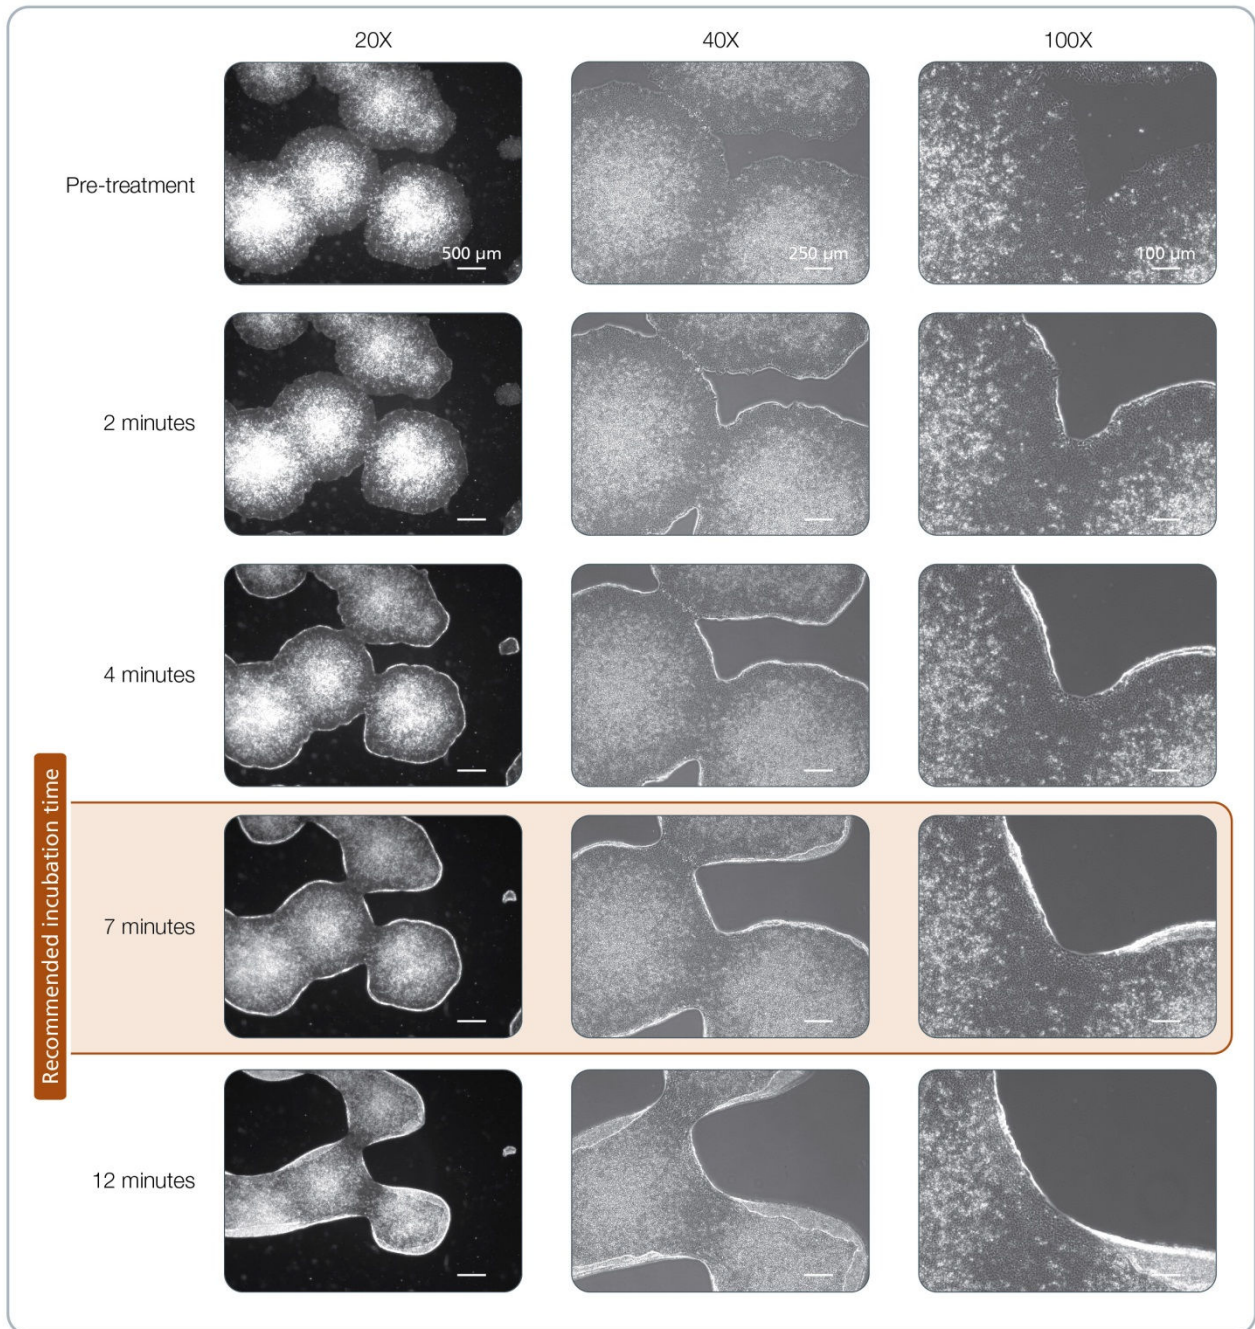 20X
40X
100X
Pre-treatment
500 µm
250 µm
100 µm
2 minutes
4 minutes
Recommended incubation time
7 minutes
12 minutes